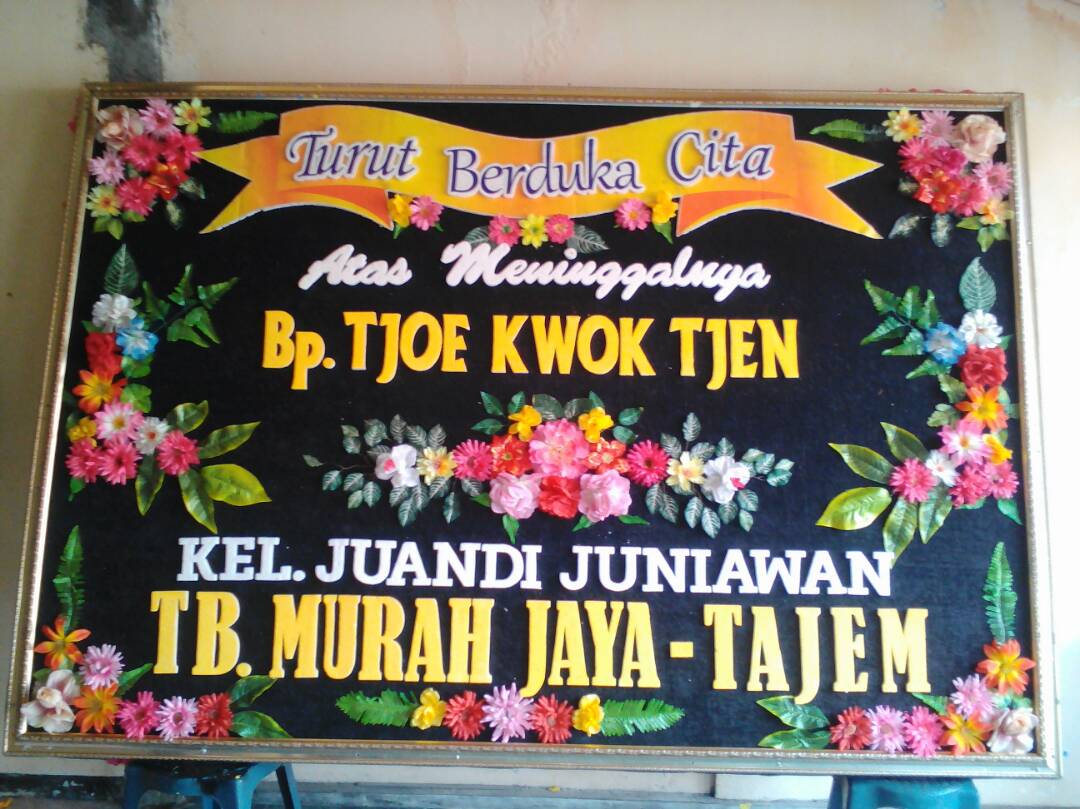 Turut Berduka Cita
Atas Meninggalnya
Bp. TJOE KWOK TJEN
KEL. JUANDI JUNIAWAN
TB. MURAH JAYA - TAJEM